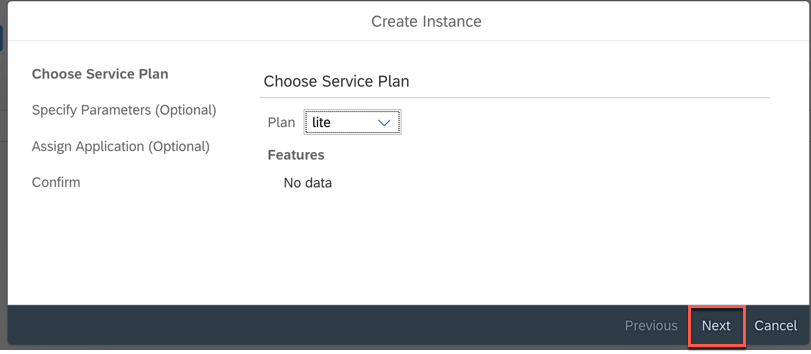 Create Instance
Choose Service Plan
Specify Parameters (Optional)
Assign Application (Optional)
Confirm
Choose Service Plan
Plan lite
Features
No data
Previous Next Cancel